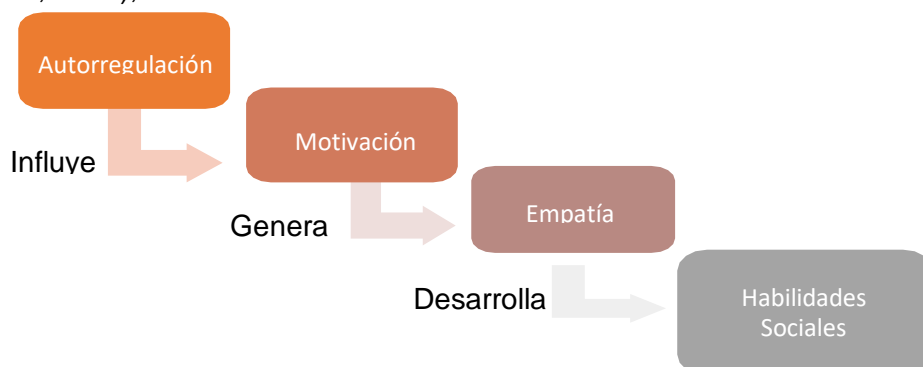 Autorregulación
Influye
Motivación
Genera
Empatía
Desarrolla
Habilidades
Sociales